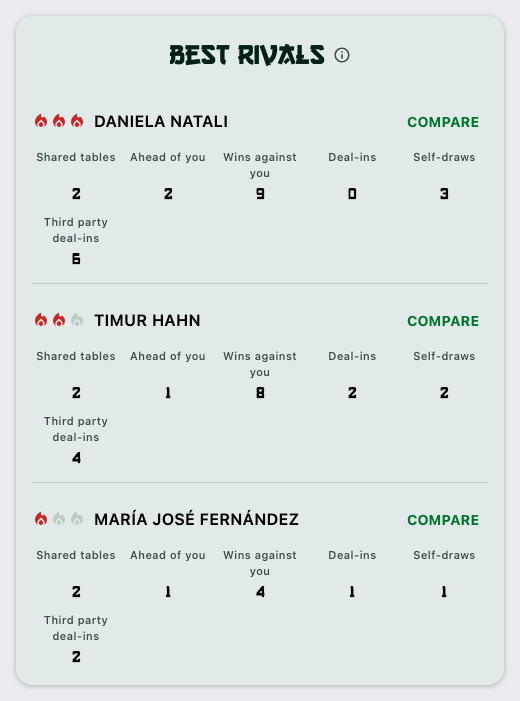 BEST RIVALS
DANIELA NATALI COMPARE
Shared tables Ahead of you Wins against you Deal-ins Self-draws
2 2 9 0 3
Third party deal-ins
6
TIMUR HAHN COMPARE
Shared tables Ahead of you Wins against you Deal-ins Self-draws
2 1 8 2 2
Third party deal-ins
4
MARÍA JOSÉ FERNÁNDEZ COMPARE
Shared tables Ahead of you Wins against you Deal-ins Self-draws
2 1 4 1 1
Third party deal-ins
2